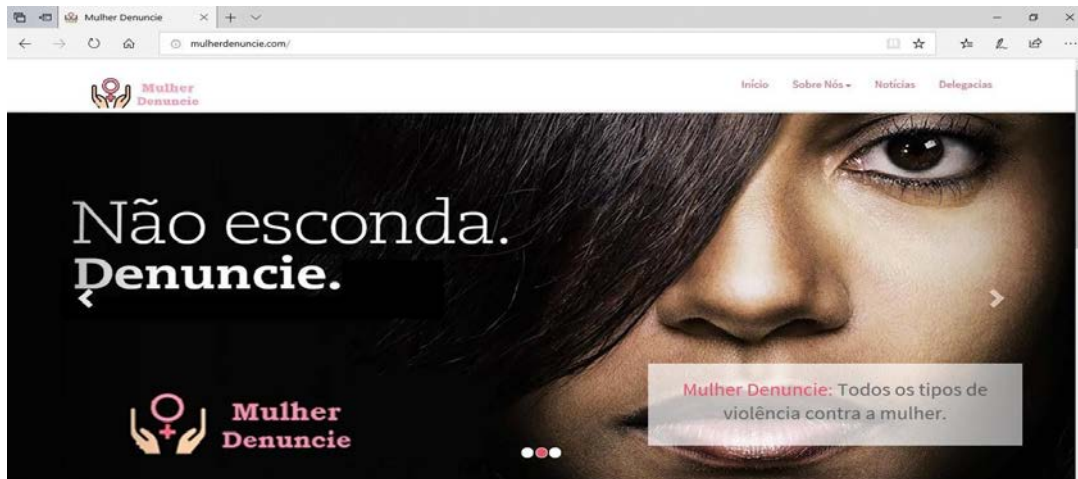 Mulher Denuncie
mulherdenuncie.com/
Mulher
Denuncie
Início Sobre Nós Notícias Delegacias
Não esconda.
Denuncie.
Mulher Denuncie: Todos os tipos de
violência contra a mulher.
Mulher
Denuncie